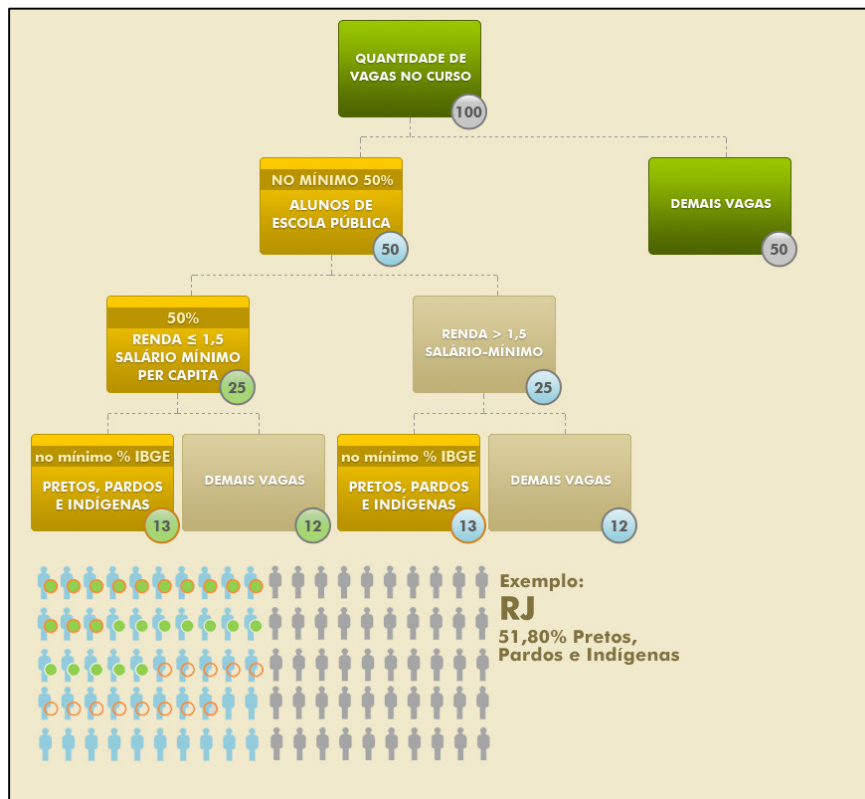 QUANTIDADE DE
VAGAS NO CURSO
100
NO MÍNIMO 50%
ALUNOS DE
ESCOLA PÚBLICA
50
DEMAIS VAGAS
50
50%
RENDA ≤ 1,5
SALÁRIO MÍNIMO
PER CAPITA
25
RENDA > 1,5
SALÁRIO-MÍNIMO
25
no mínimo % IBGE
PRETOS, PARDOS
E INDÍGENAS
13
DEMAIS VAGAS
12
no mínimo % IBGE
PRETOS, PARDOS
E INDÍGENAS
13
DEMAIS VAGAS
12
Exemplo:
RJ
51,80% Pretos,
Pardos e Indígenas